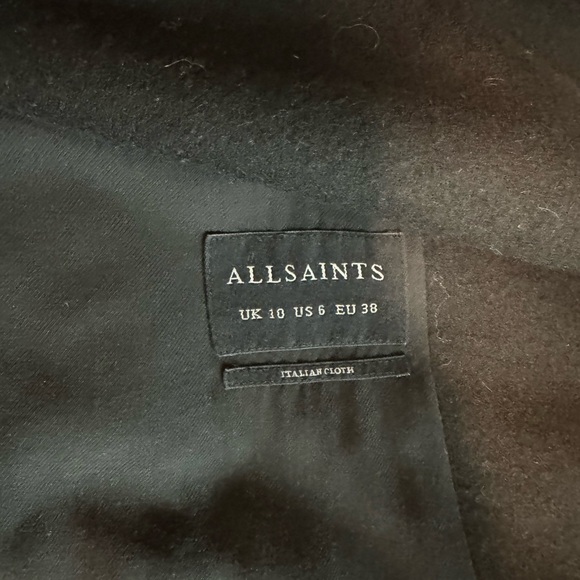 ALLSAINTS
UK 10 US 6 EU 38
ITALIAN CLOTH